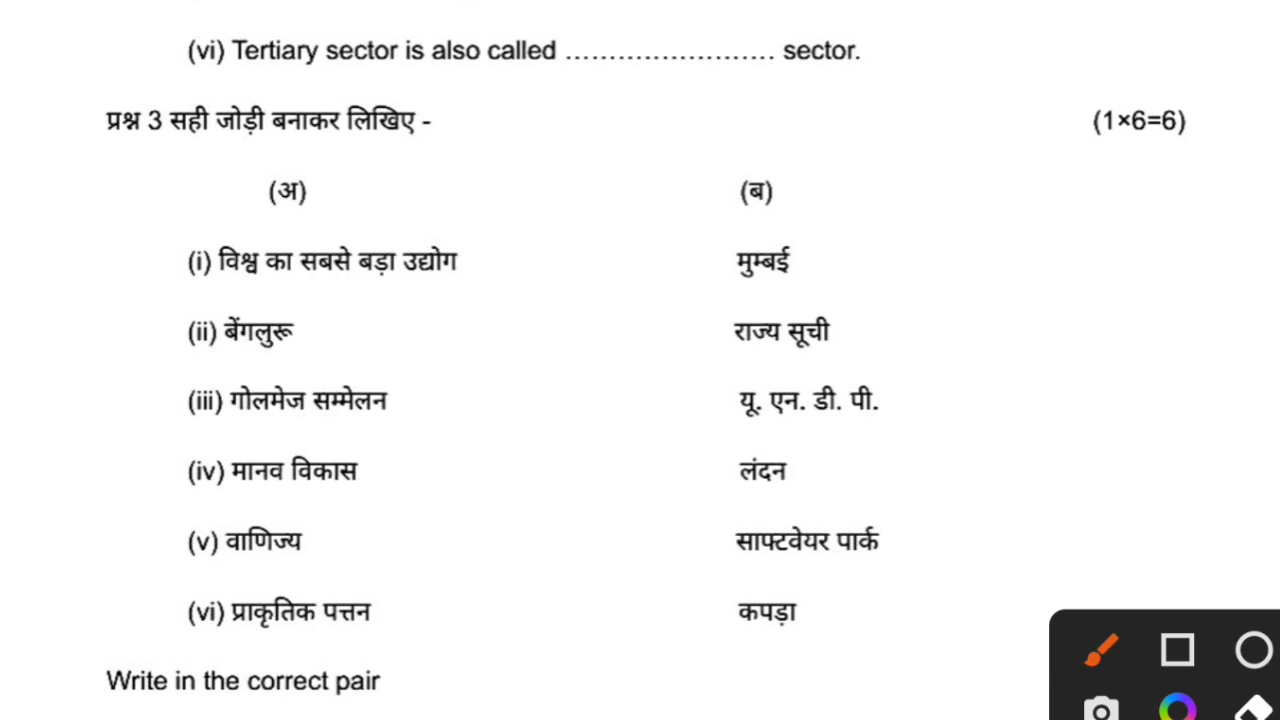 (vi) Tertiary sector is also called ........................ sector.
प्रश्न 3 सही जोड़ी बनाकर लिखिए - (1×6=6)
(अ) (ब)
(i) विश्व का सबसे बड़ा उद्योग मुम्बई
(ii) बेंगलुरू राज्य सूची
(iii) गोलमेज सम्मेलन यू. एन. डी. पी.
(iv) मानव विकास लंदन
(v) वाणिज्य साफ्टवेयर पार्क
(vi) प्राकृतिक पत्तन कपड़ा
Write in the correct pair